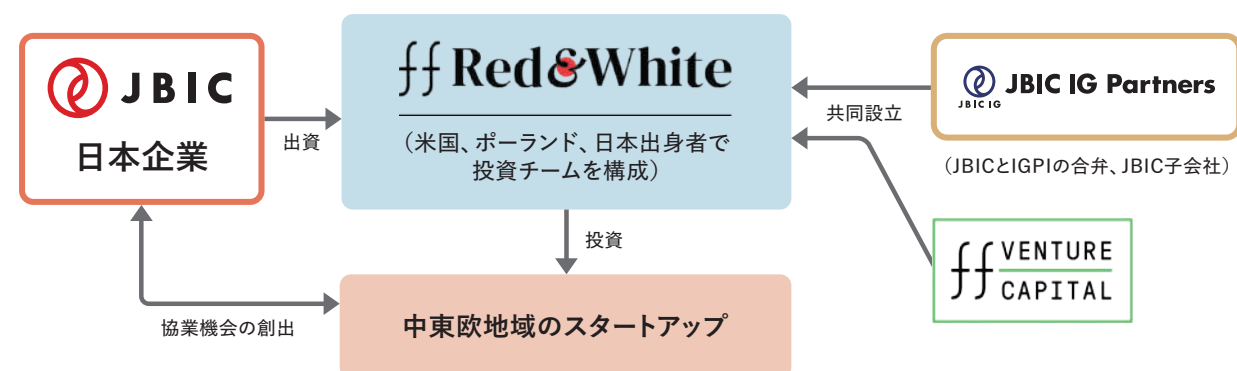 JBIC
日本企業
出資
ff Red&White
（米国、ポーランド、日本出身者で
投資チームを構成）
共同設立
JBIC IG
JBIC IG Partners
（JBICとIGPIの合弁、JBIC子会社）
ff VENTURE
CAPITAL
投資
協業機会の創出
中東欧地域のスタートアップ